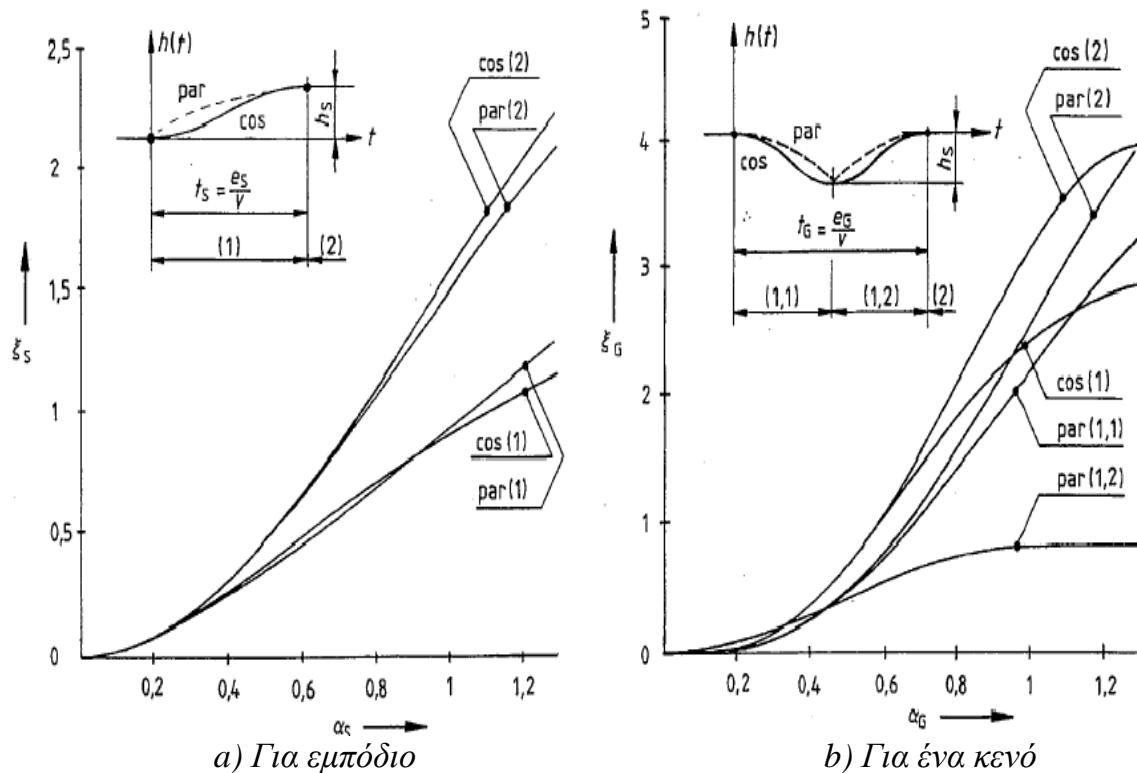 2,5
2
1,5
1
0,5
0
ξS
0,2
0,4
0,6
0,8
1
1,2
αS
h(t)
par
cos
t
hS
tS = eS/v
(1)
(2)
cos(2)
par(2)
cos(1)
par(1)
a) Για εμπόδιο
5
4
3
2
1
0
ξG
0,2
0,4
0,6
0,8
1
1,2
αG
h(t)
par
cos
t
hS
tG = eG/v
(1,1)
(1,2)
(2)
cos(2)
par(2)
cos(1)
par(1,1)
par(1,2)
b) Για ένα κενό